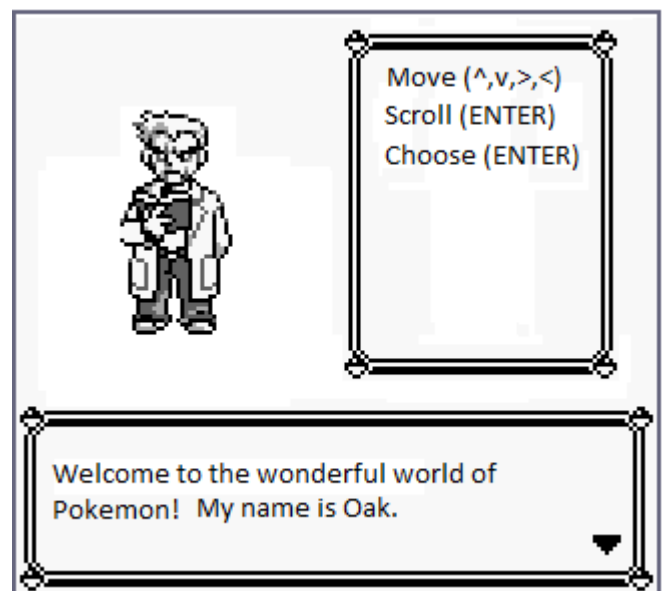 Move (^,v,>,<)
Scroll (ENTER)
Choose (ENTER)
Welcome to the wonderful world of
Pokemon! My name is Oak.